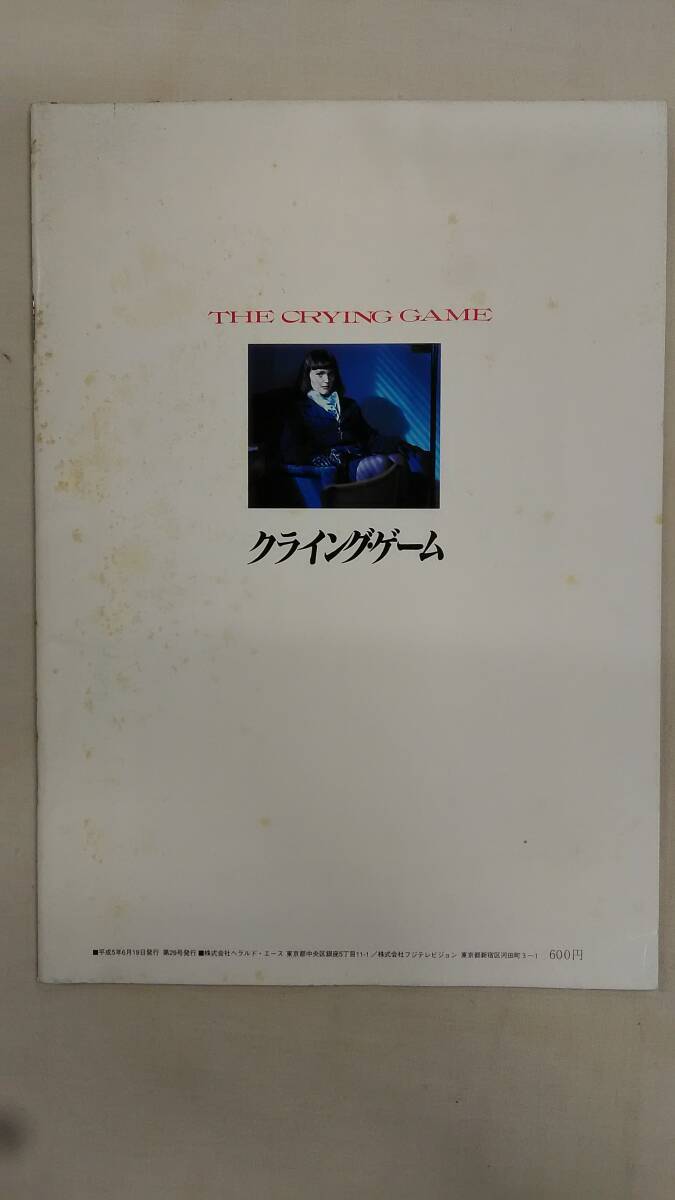 THE CRYING GAME
クライング・ゲーム
■平成5年6月19日発行 第29号発行 ■株式会社ヘラルド・エース 東京都中央区銀座5丁目11-1／株式会社フジテレビジョン 東京都新宿区河田町3-1 600円